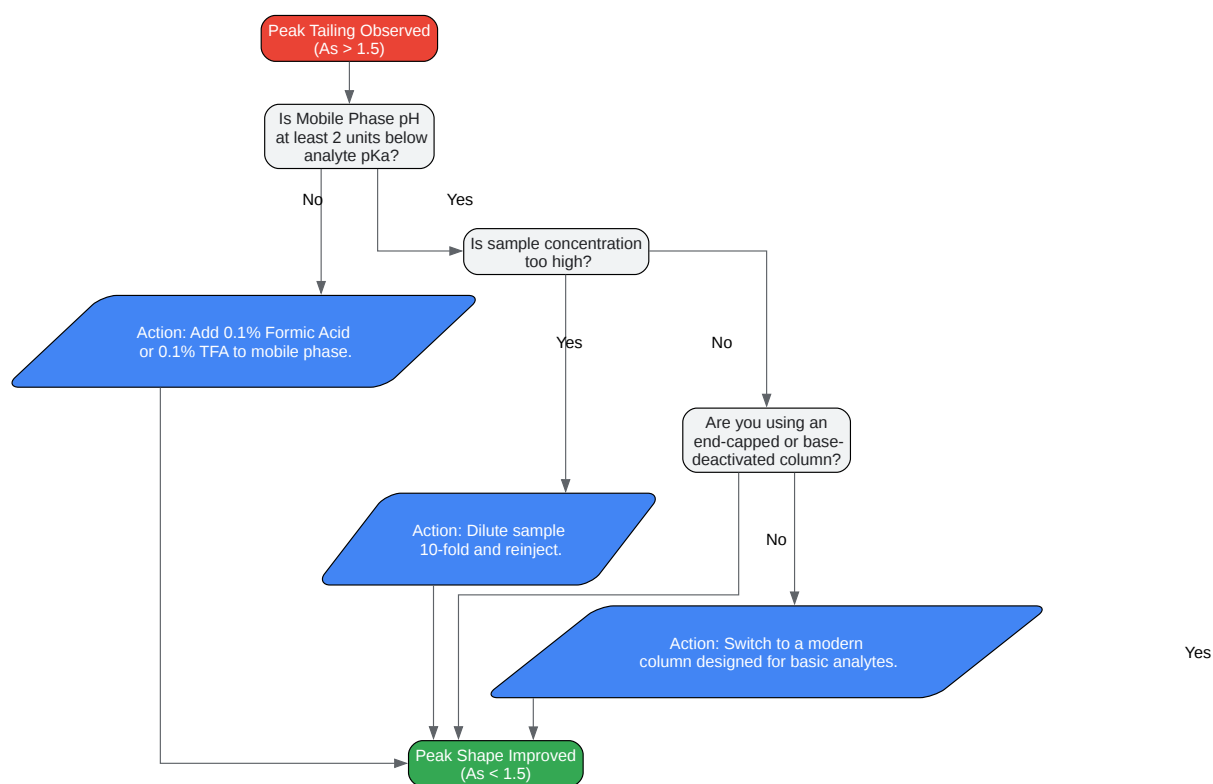 Peak Tailing Observed
(As > 1.5)
Is Mobile Phase pH
at least 2 units below
analyte pKa?
No
Yes
Is sample concentration
too high?
Action: Add 0.1% Formic Acid
or 0.1% TFA to mobile phase.
Yes
No
Are you using an
end-capped or base-
deactivated column?
Action: Dilute sample
10-fold and reinject.
No
Action: Switch to a modern
column designed for basic analytes.
Yes
Peak Shape Improved
(As < 1.5)